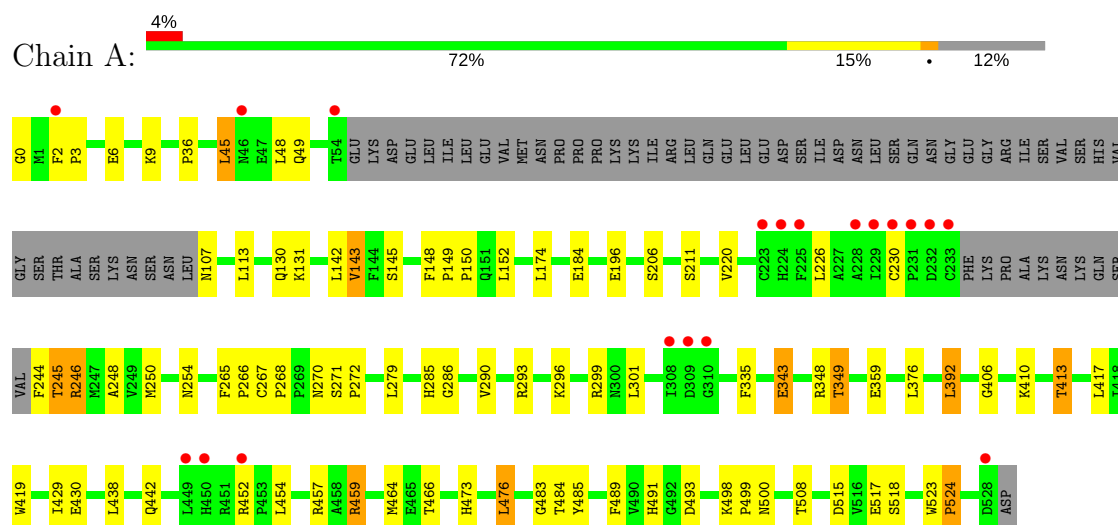 4%
Chain A:
72% 15% • 12%
G0 M1 F2 P3 E6 K9 P36 L45 N46 E47 L48 Q49 T54 GLU LYS ASP GLU LEU ILE LEU GLU VAL MET ASN PRO PRO PRO LYS LYS ILE ARG LEU GLN GLU LEU GLU ASP SER ILE ASP ASN LEU SER GLN ASN GLY GLU GLY ARG ILE SER VAL SER HIS VAL
GLY SER THR ALA SER LYS ASN SER ASN LEU N107 L113 Q130 K131 L142 V143 F144 S145 F148 P149 P150 Q151 L152 L174 E184 E196 S206 S211 V220 C223 H224 F225 L226 A227 A228 I229 C230 P231 D232 C233 PHE LYS PRO ALA LYS ASN LYS GLN SER
VAL F244 T245 R246 M247 A248 V249 M250 N254 F265 P266 C267 P268 P269 N270 S271 P272 L279 H285 G286 V290 R293 K296 R299 N300 L301 I308 D309 G310 F335 E343 R348 T349 E359 L376 L392 G406 K410 T413 L417 I418
W419 I429 E430 L438 Q442 L449 H450 R451 R452 P453 L454 R457 A458 R459 M464 E465 T466 H473 L476 G483 T484 Y485 F489 V490 H491 G492 D493 K498 P499 N500 T508 D515 V516 E517 S518 W523 P524 D528 ASP